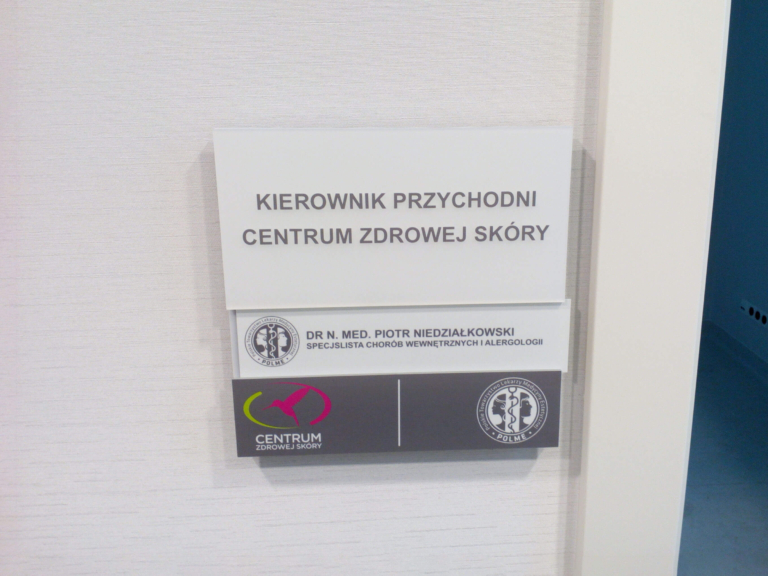 KIEROWNIK PRZYCHODNI
CENTRUM ZDROWEJ SKÓRY
DR N. MED. PIOTR NIEDZIAŁKOWSKI
SPECJSLISTA CHORÓB WEWNĘTRZNYCH I ALERGOLOGII
POLME
CENTRUM
ZDROWEJ SKÓRY
POLME